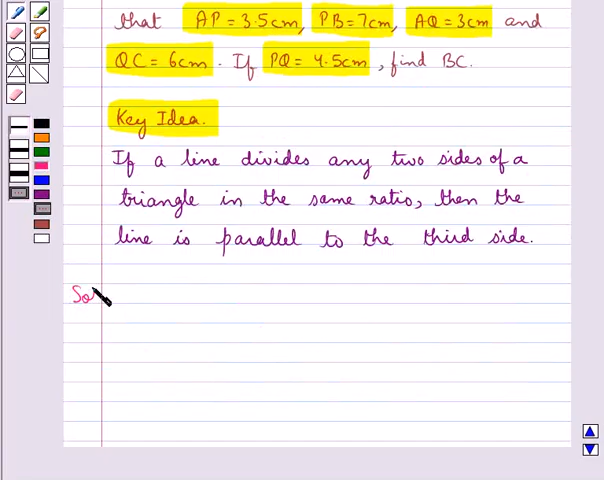 that AP = 3.5cm, PB = 7cm, AQ = 3cm and
QC = 6cm. If PQ = 4.5cm, find BC.
Key Idea.
If a line divides any two sides of a
triangle in the same ratio, then the
line is parallel to the third side.
So